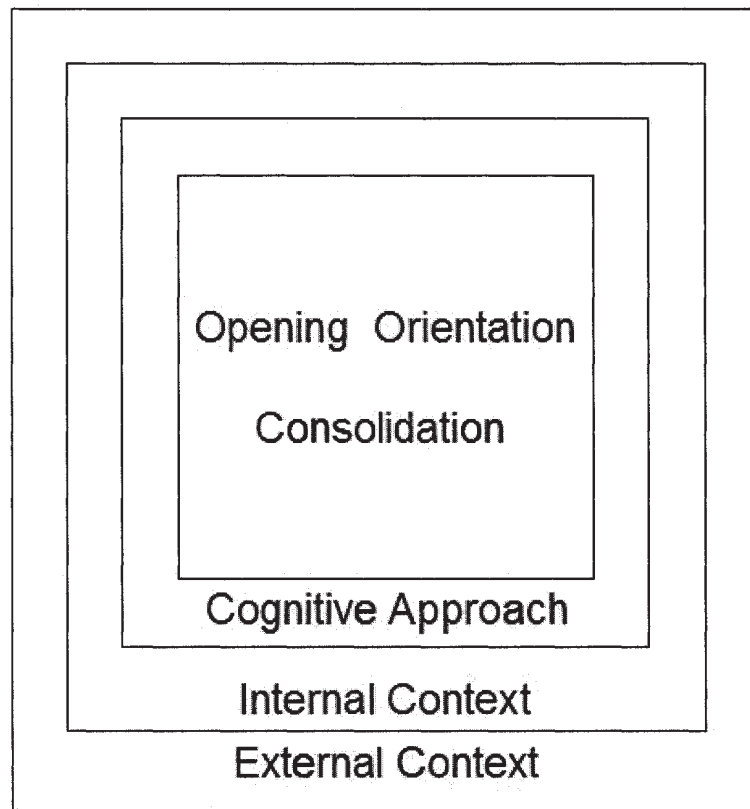 Opening Orientation
Consolidation
Cognitive Approach
Internal Context
External Context